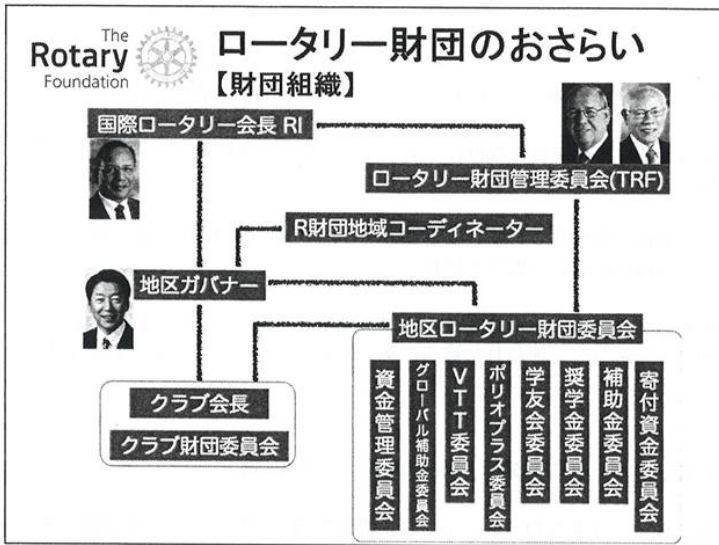 The
Rotary
Foundation
ロータリー財団のおさらい
【財団組織】
国際ロータリー会長 RI
ロータリー財団管理委員会(TRF)
R財団地域コーディネーター
地区ガバナー
地区ロータリー財団委員会
クラブ会長
クラブ財団委員会
資金管理委員会
グローバル補助金委員会
VTT委員会
ポリオプラス委員会
学友会委員会
奨学金委員会
補助金委員会
寄付資金委員会